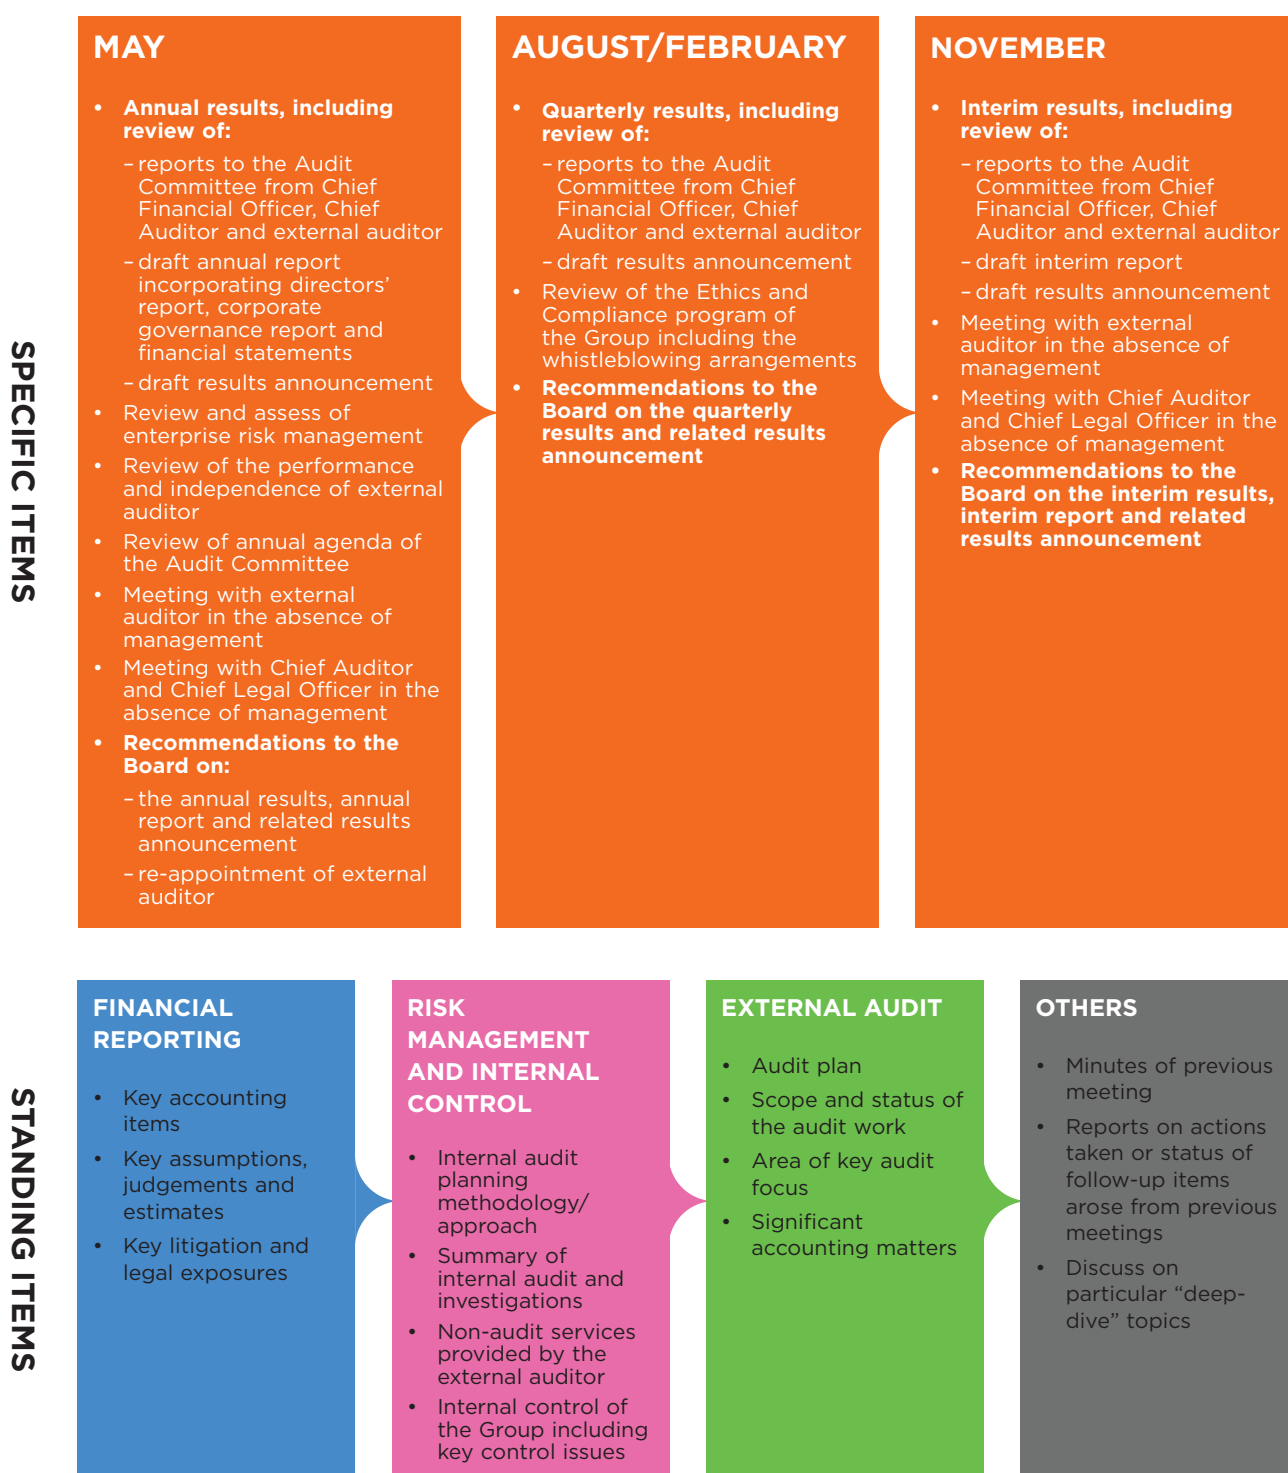 SPECIFIC ITEMS
MAY
• Annual results, including
review of:
– reports to the Audit
Committee from Chief
Financial Officer, Chief
Auditor and external auditor
– draft annual report
incorporating directors’
report, corporate
governance report and
financial statements
– draft results announcement
• Review and assess of
enterprise risk management
• Review of the performance
and independence of external
auditor
• Review of annual agenda of
the Audit Committee
• Meeting with external
auditor in the absence of
management
• Meeting with Chief Auditor
and Chief Legal Officer in the
absence of management
• Recommendations to the
Board on:
– the annual results, annual
report and related results
announcement
– re-appointment of external
auditor
AUGUST/FEBRUARY
• Quarterly results, including
review of:
– reports to the Audit
Committee from Chief
Financial Officer, Chief
Auditor and external auditor
– draft results announcement
• Review of the Ethics and
Compliance program of
the Group including the
whistleblowing arrangements
• Recommendations to the
Board on the quarterly
results and related results
announcement
NOVEMBER
• Interim results, including
review of:
– reports to the Audit
Committee from Chief
Financial Officer, Chief
Auditor and external auditor
– draft interim report
– draft results announcement
• Meeting with external
auditor in the absence of
management
• Meeting with Chief Auditor
and Chief Legal Officer in the
absence of management
• Recommendations to the
Board on the interim results,
interim report and related
results announcement
STANDING ITEMS
FINANCIAL
REPORTING
• Key accounting
items
• Key assumptions,
judgements and
estimates
• Key litigation and
legal exposures
RISK
MANAGEMENT
AND INTERNAL
CONTROL
• Internal audit
planning
methodology/
approach
• Summary of
internal audit and
investigations
• Non-audit services
provided by the
external auditor
• Internal control of
the Group including
key control issues
EXTERNAL AUDIT
• Audit plan
• Scope and status of
the audit work
• Area of key audit
focus
• Significant
accounting matters
OTHERS
• Minutes of previous
meeting
• Reports on actions
taken or status of
follow-up items
arose from previous
meetings
• Discuss on
particular “deep-
dive” topics